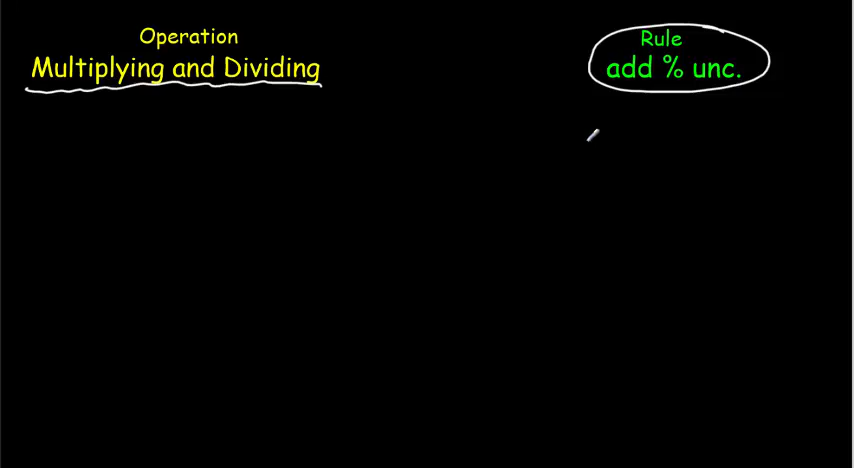 Operation
Multiplying and Dividing
Rule
add % unc.